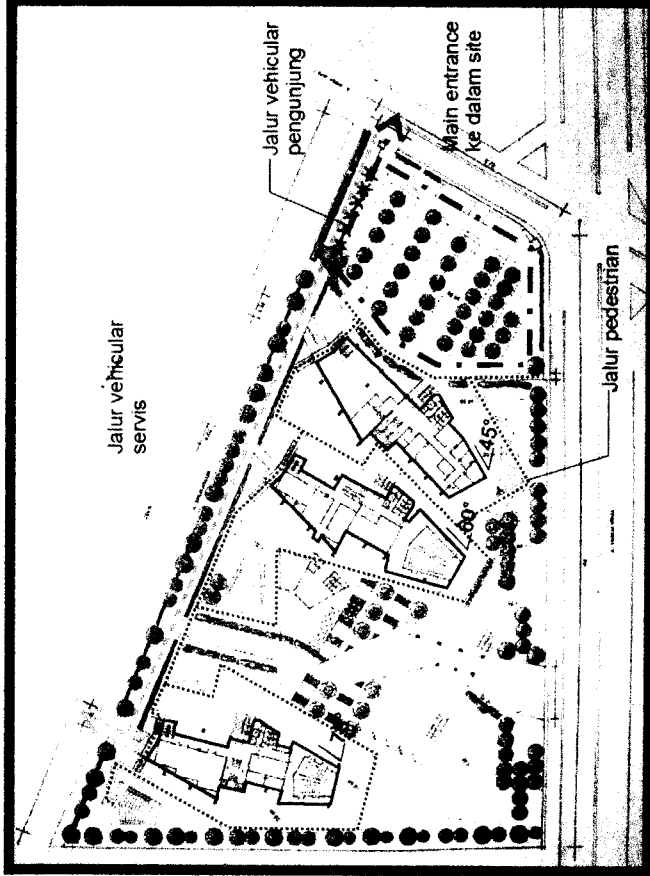 Jalur vehicular
servis
Jalur vehicular
pengunjung
Main entrance
ke dalam site
60°
45°
Jalur pedestrian